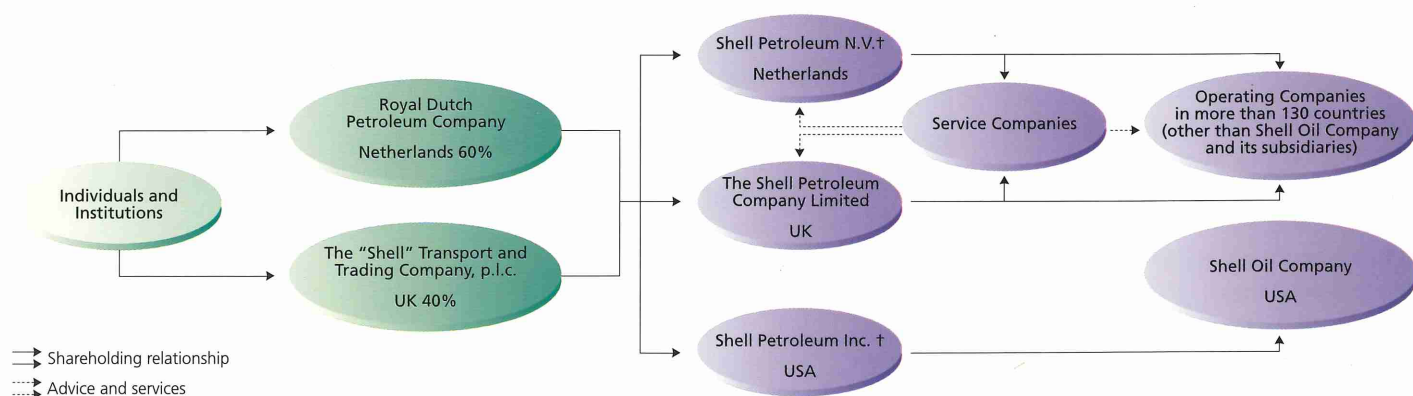 Individuals and
Institutions
Royal Dutch
Petroleum Company
Netherlands 60%
The “Shell” Transport and
Trading Company, p.l.c.
UK 40%
Shell Petroleum N.V.†
Netherlands
The Shell Petroleum
Company Limited
UK
Shell Petroleum Inc. †
USA
Service Companies
Operating Companies
in more than 130 countries
(other than Shell Oil Company
and its subsidiaries)
Shell Oil Company
USA
Shareholding relationship
Advice and services